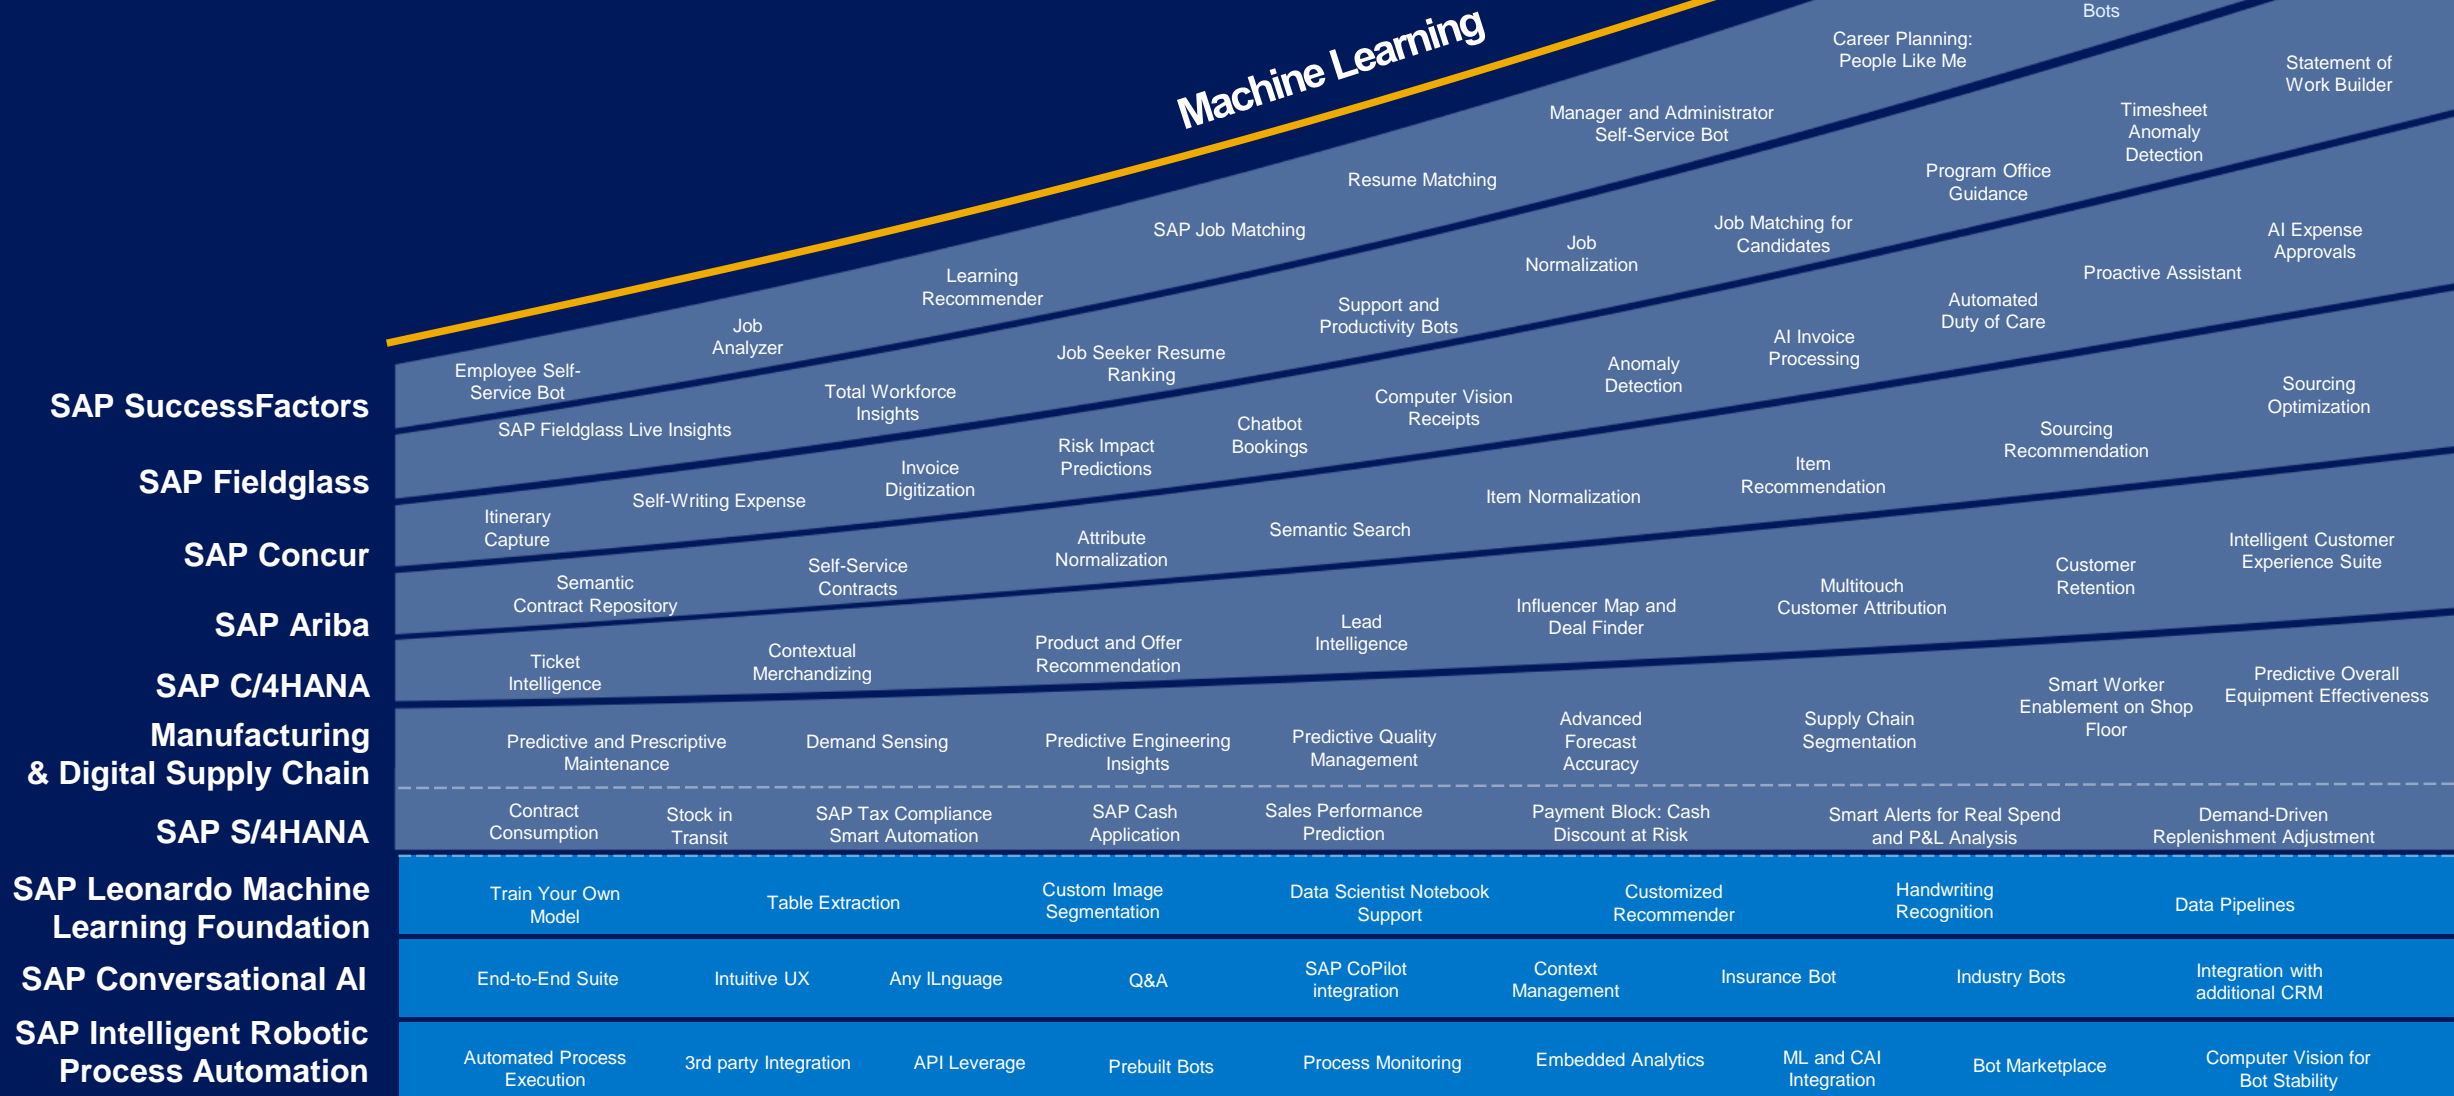 Machine Learning
SAP SuccessFactors
Employee Self-
Service Bot
Job
Analyzer
Learning
Recommender
SAP Job Matching
Resume Matching
Manager and Administrator
Self-Service Bot
Career Planning:
People Like Me
Bots
SAP Fieldglass
SAP Fieldglass Live Insights
Total Workforce
Insights
Job Seeker Resume
Ranking
Support and
Productivity Bots
Job
Normalization
Job Matching for
Candidates
Program Office
Guidance
Timesheet
Anomaly
Detection
Statement of
Work Builder
SAP Concur
Itinerary
Capture
Self-Writing Expense
Invoice
Digitization
Risk Impact
Predictions
Chatbot
Bookings
Computer Vision
Receipts
Anomaly
Detection
AI Invoice
Processing
Automated
Duty of Care
Proactive Assistant
AI Expense
Approvals
SAP Ariba
Semantic
Contract Repository
Self-Service
Contracts
Attribute
Normalization
Semantic Search
Item Normalization
Item
Recommendation
Sourcing
Recommendation
Sourcing
Optimization
SAP C/4HANA
Ticket
Intelligence
Contextual
Merchandizing
Product and Offer
Recommendation
Lead
Intelligence
Influencer Map and
Deal Finder
Multitouch
Customer Attribution
Customer
Retention
Intelligent Customer
Experience Suite
Manufacturing
& Digital Supply Chain
Predictive and Prescriptive
Maintenance
Demand Sensing
Predictive Engineering
Insights
Predictive Quality
Management
Advanced
Forecast
Accuracy
Supply Chain
Segmentation
Smart Worker
Enablement on Shop
Floor
Predictive Overall
Equipment Effectiveness
SAP S/4HANA
Contract
Consumption
Stock in
Transit
SAP Tax Compliance
Smart Automation
SAP Cash
Application
Sales Performance
Prediction
Payment Block: Cash
Discount at Risk
Smart Alerts for Real Spend
and P&L Analysis
Demand-Driven
Replenishment Adjustment
SAP Leonardo Machine
Learning Foundation
Train Your Own
Model
Table Extraction
Custom Image
Segmentation
Data Scientist Notebook
Support
Customized
Recommender
Handwriting
Recognition
Data Pipelines
SAP Conversational AI
End-to-End Suite
Intuitive UX
Any lLnguage
Q&A
SAP CoPilot
integration
Context
Management
Insurance Bot
Industry Bots
Integration with
additional CRM
SAP Intelligent Robotic
Process Automation
Automated Process
Execution
3rd party Integration
API Leverage
Prebuilt Bots
Process Monitoring
Embedded Analytics
ML and CAI
Integration
Bot Marketplace
Computer Vision for
Bot Stability